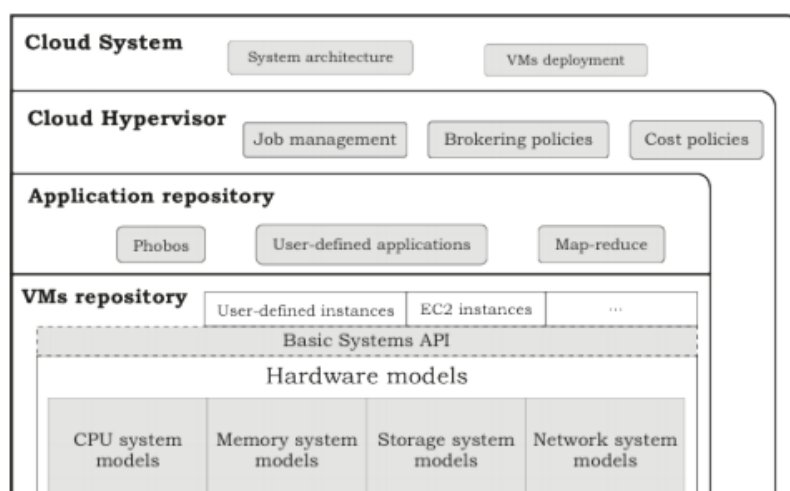 Cloud System
System architecture
VMs deployment
Cloud Hypervisor
Job management
Brokering policies
Cost policies
Application repository
Phobos
User-defined applications
Map-reduce
VMs repository
User-defined instances
EC2 instances
...
Basic Systems API
Hardware models
CPU system
models
Memory system
models
Storage system
models
Network system
models